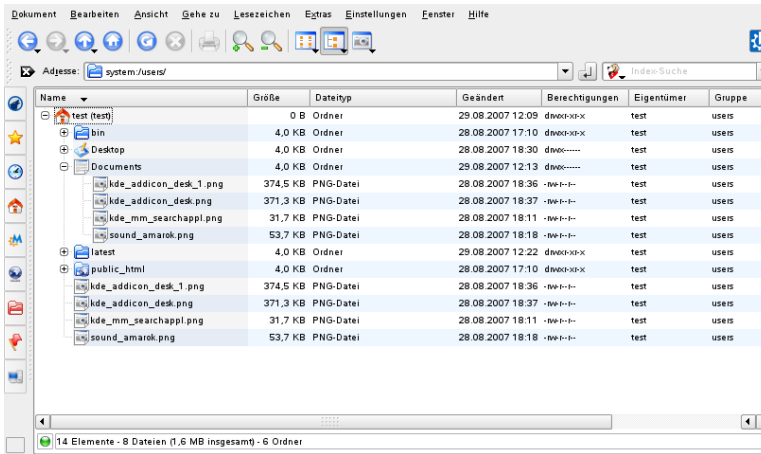 Dokument Bearbeiten Ansicht Gehe zu Lesezeichen Extras Einstellungen Fenster Hilfe
Adresse: system:/users/ Index-Suche
Name Größe Dateityp Geändert Berechtigungen Eigentümer Gruppe
test (test) 0 B Ordner 29.08.2007 12:09 drwxr-xr-x test users
bin 4,0 KB Ordner 28.08.2007 17:10 drwxr-xr-x test users
Desktop 4,0 KB Ordner 28.08.2007 18:30 drwx------ test users
Documents 4,0 KB Ordner 29.08.2007 12:13 drwx------ test users
kde_addicon_desk_1.png 374,5 KB PNG-Datei 28.08.2007 18:36 -rw-r--r-- test users
kde_addicon_desk.png 371,3 KB PNG-Datei 28.08.2007 18:37 -rw-r--r-- test users
kde_mm_searchappl.png 31,7 KB PNG-Datei 28.08.2007 18:11 -rw-r--r-- test users
sound_amarok.png 53,7 KB PNG-Datei 28.08.2007 18:18 -rw-r--r-- test users
latest 4,0 KB Ordner 29.08.2007 12:22 drwxr-xr-x test users
public_html 4,0 KB Ordner 28.08.2007 17:10 drwxr-xr-x test users
kde_addicon_desk_1.png 374,5 KB PNG-Datei 28.08.2007 18:36 -rw-r--r-- test users
kde_addicon_desk.png 371,3 KB PNG-Datei 28.08.2007 18:37 -rw-r--r-- test users
kde_mm_searchappl.png 31,7 KB PNG-Datei 28.08.2007 18:11 -rw-r--r-- test users
sound_amarok.png 53,7 KB PNG-Datei 28.08.2007 18:18 -rw-r--r-- test users
14 Elemente - 8 Dateien (1,6 MB insgesamt) - 6 Ordner